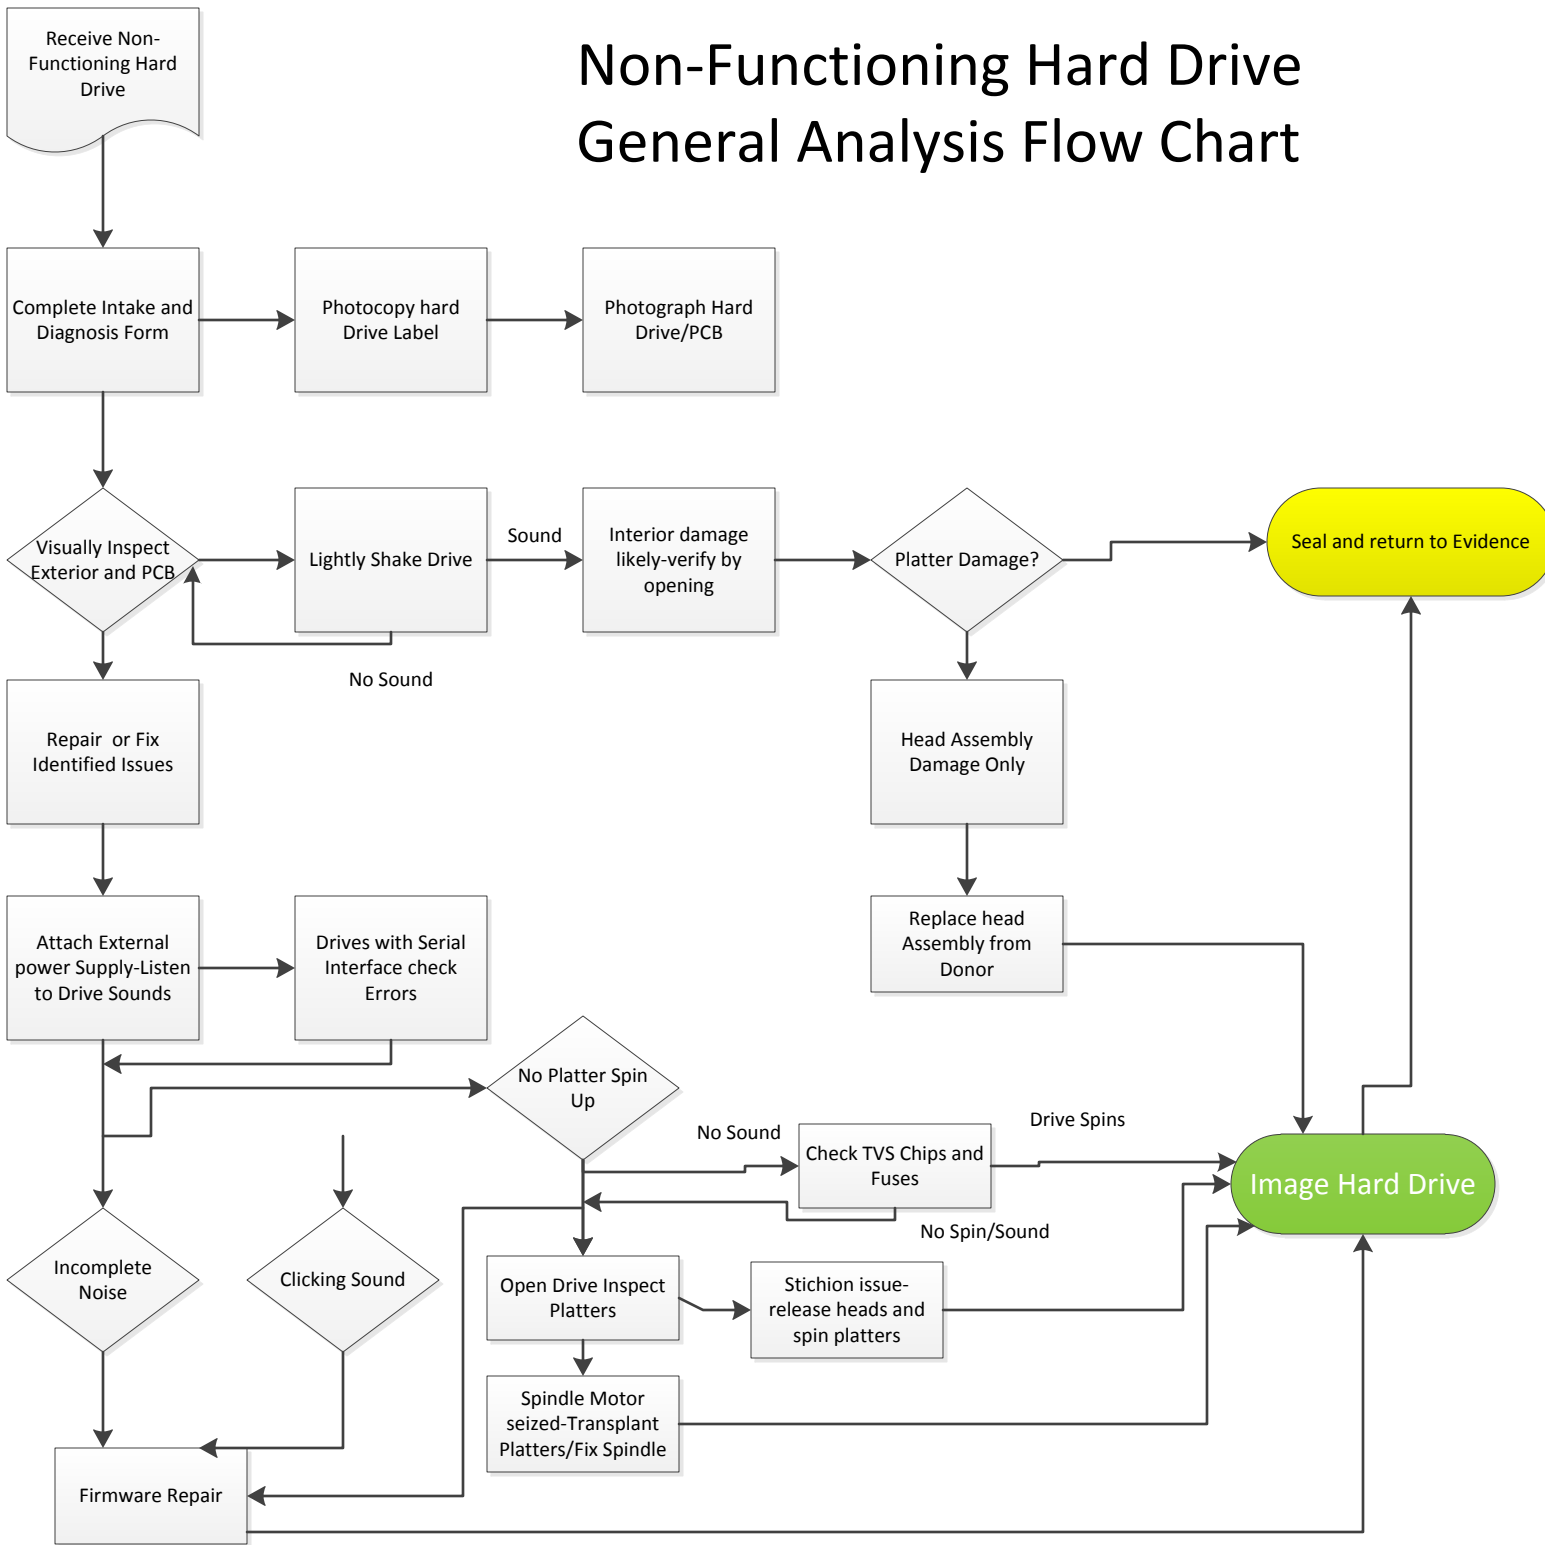 Non-Functioning Hard Drive
General Analysis Flow Chart
Receive Non-
Functioning Hard
Drive
Complete Intake and
Diagnosis Form
Photocopy hard
Drive Label
Photograph Hard
Drive/PCB
Visually Inspect
Exterior and PCB
Lightly Shake Drive
Sound
No Sound
Interior damage
likely-verify by
opening
Platter Damage?
Seal and return to Evidence
Repair or Fix
Identified Issues
Head Assembly
Damage Only
Attach External
power Supply-Listen
to Drive Sounds
Drives with Serial
Interface check
Errors
Replace head
Assembly from
Donor
No Platter Spin
Up
No Sound
Check TVS Chips and
Fuses
Drive Spins
No Spin/Sound
Image Hard Drive
Incomplete
Noise
Clicking Sound
Open Drive Inspect
Platters
Stichion issue-
release heads and
spin platters
Spindle Motor
seized-Transplant
Platters/Fix Spindle
Firmware Repair